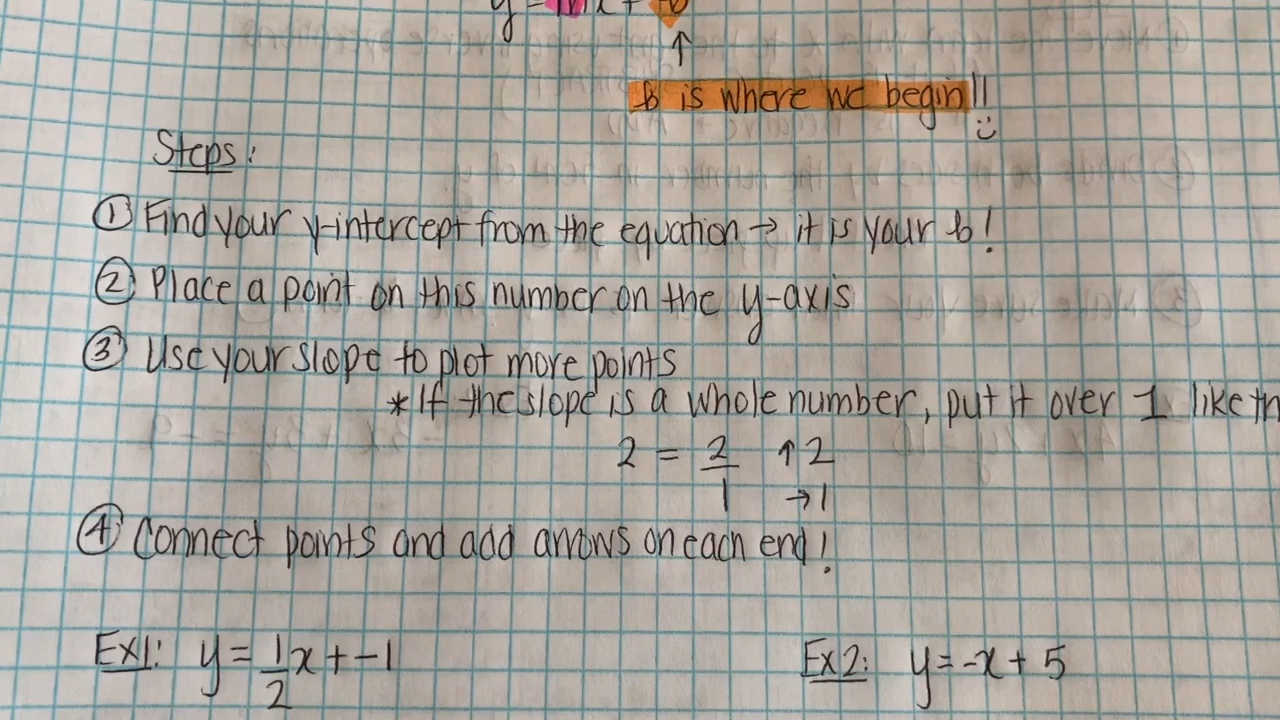 y = mx + b
↑
b is where we begin!!
Steps:
① Find your y-intercept from the equation → it is your b!
② Place a point on this number on the y-axis
③ Use your slope to plot more points
*If the slope is a whole number, put it over 1 like th
2 = 2/1 ↑2 →1
④ Connect points and add arrows on each end!
Ex1: y = 1/2 x + -1
Ex2: y = -x + 5